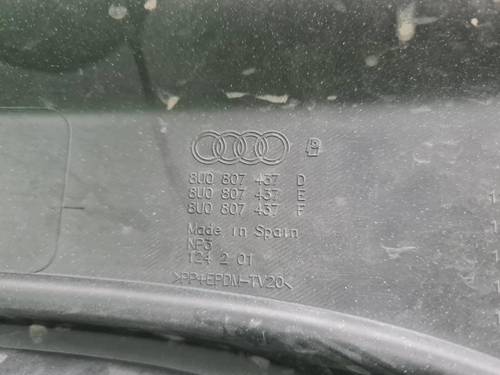 8U0 807 437 D
8U0 807 437 E
8U0 807 437 F
Made in Spain
NP3
124 2 01
>PP+EPDM-TV20<